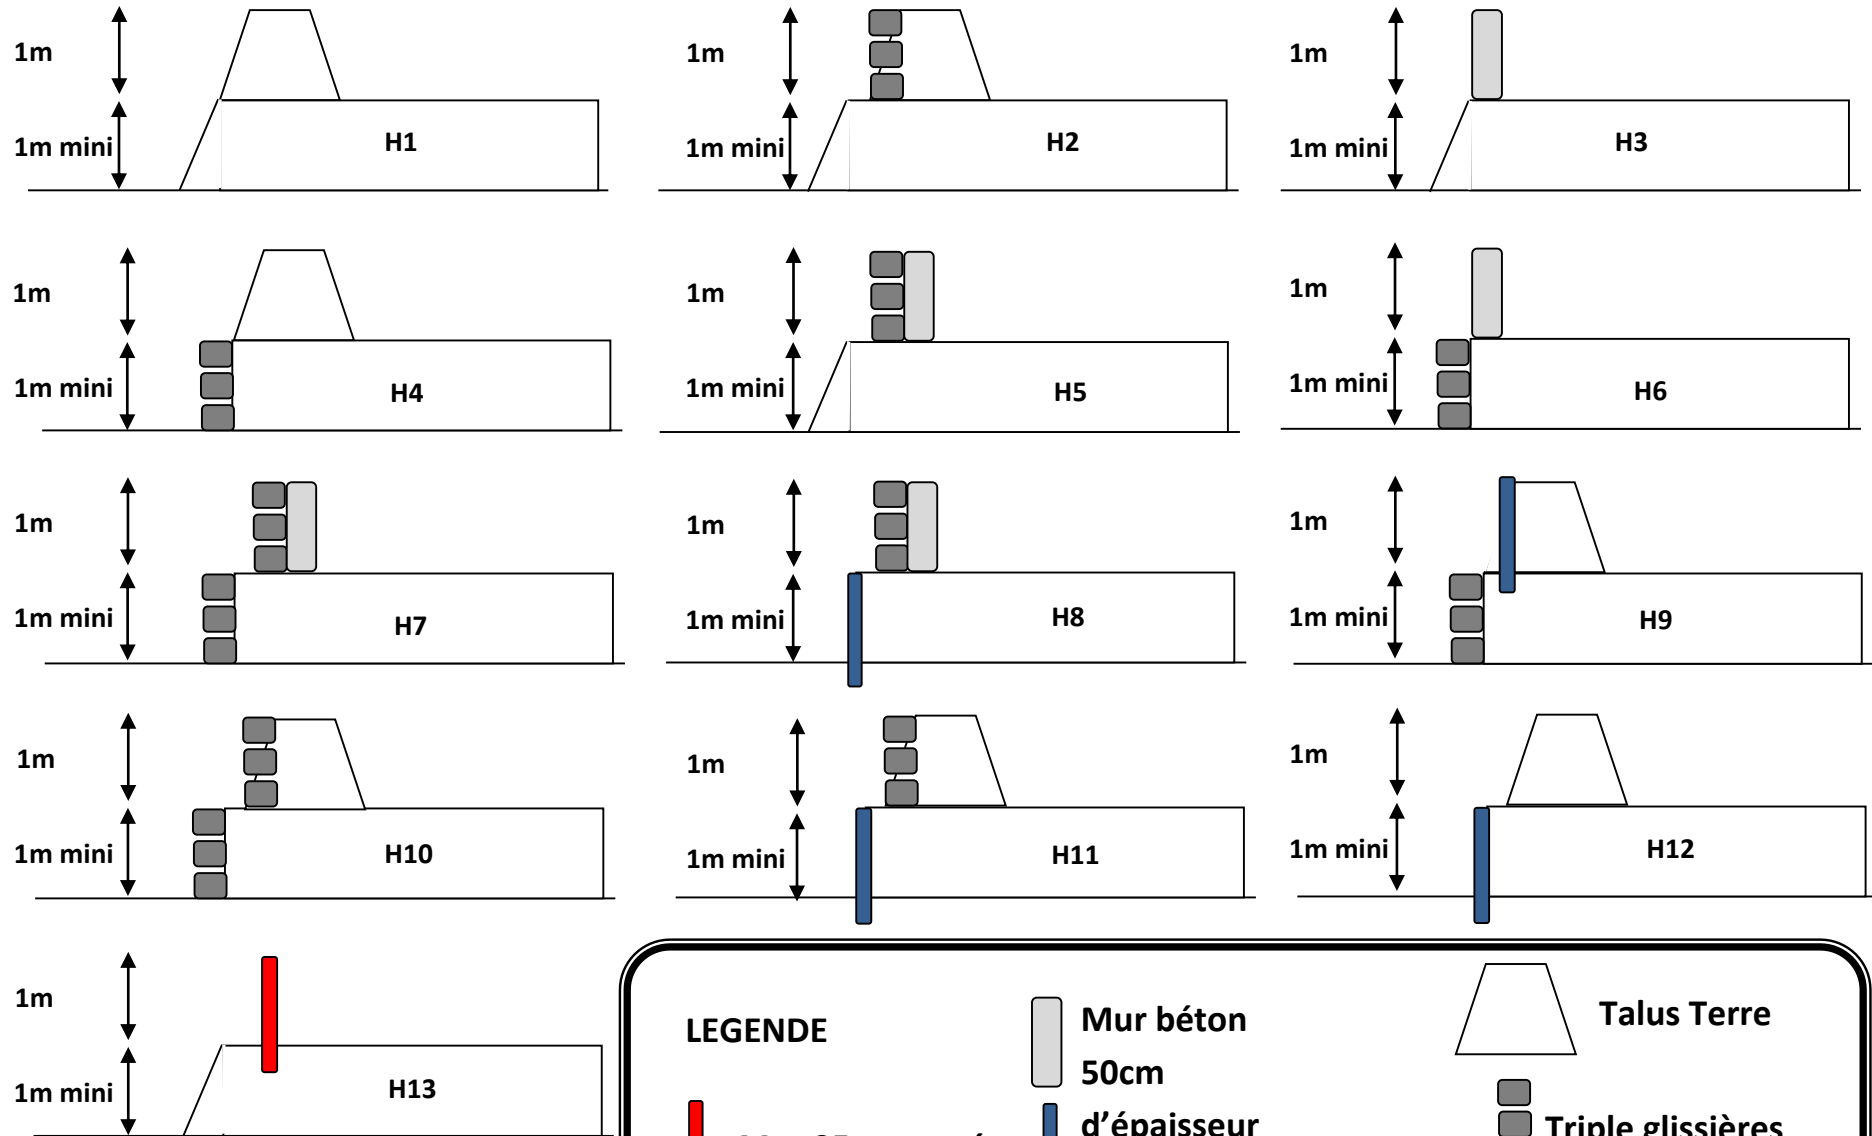 1m
1m mini
H1
1m
1m mini
H2
1m
1m mini
H3
1m
1m mini
H4
1m
1m mini
H5
1m
1m mini
H6
1m
1m mini
H7
1m
1m mini
H8
1m
1m mini
H9
1m
1m mini
H10
1m
1m mini
H11
1m
1m mini
H12
1m
1m mini
H13
LEGENDE
Mur béton
50cm
d'épaisseur
Talus Terre
Triple glissières